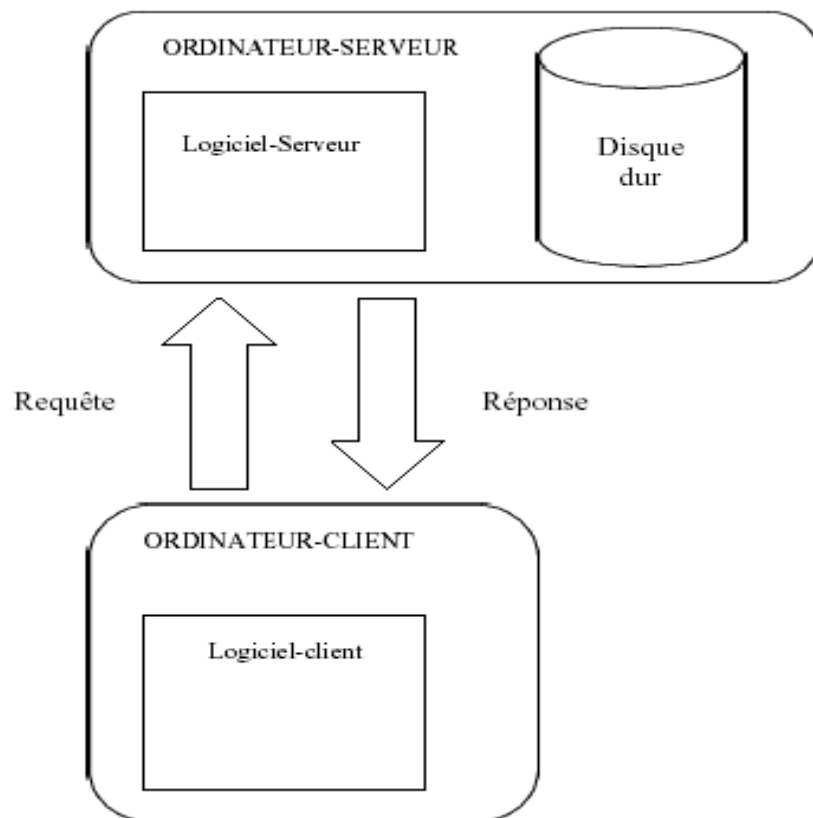 ORDINATEUR-SERVEUR
Logiciel-Serveur
Disque
dur
Requête
Réponse
ORDINATEUR-CLIENT
Logiciel-client